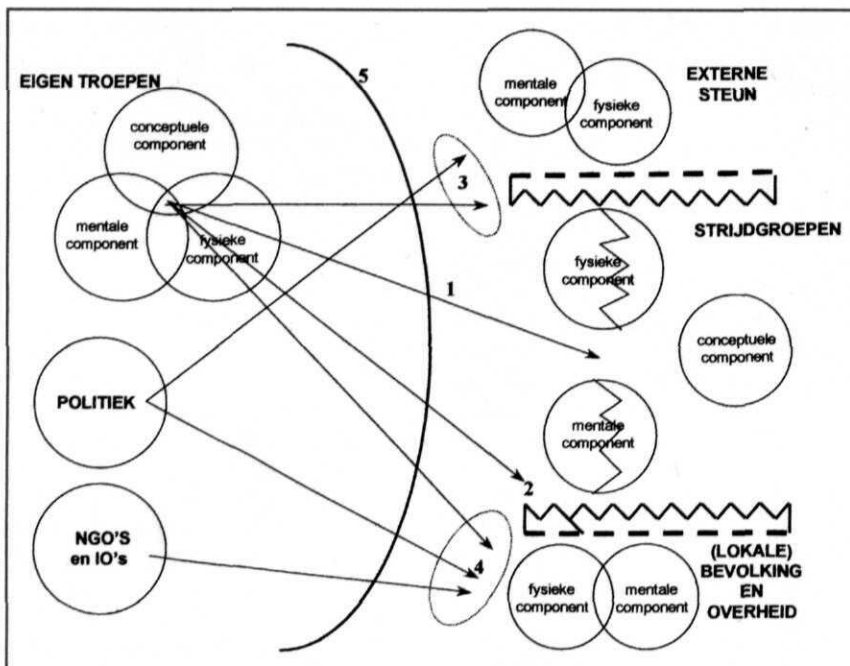 EIGEN TROEPEN
conceptuele
component
mentale
component
fysieke
component
POLITIEK
NGO'S
en IO's
5
3
1
2
4
mentale
component
fysieke
component
EXTERNE
STEUN
STRIJDGROEPEN
fysieke
component
conceptuele
component
mentale
component
(LOKALE)
BEVOLKING
EN
OVERHEID
fysieke
component
mentale
component